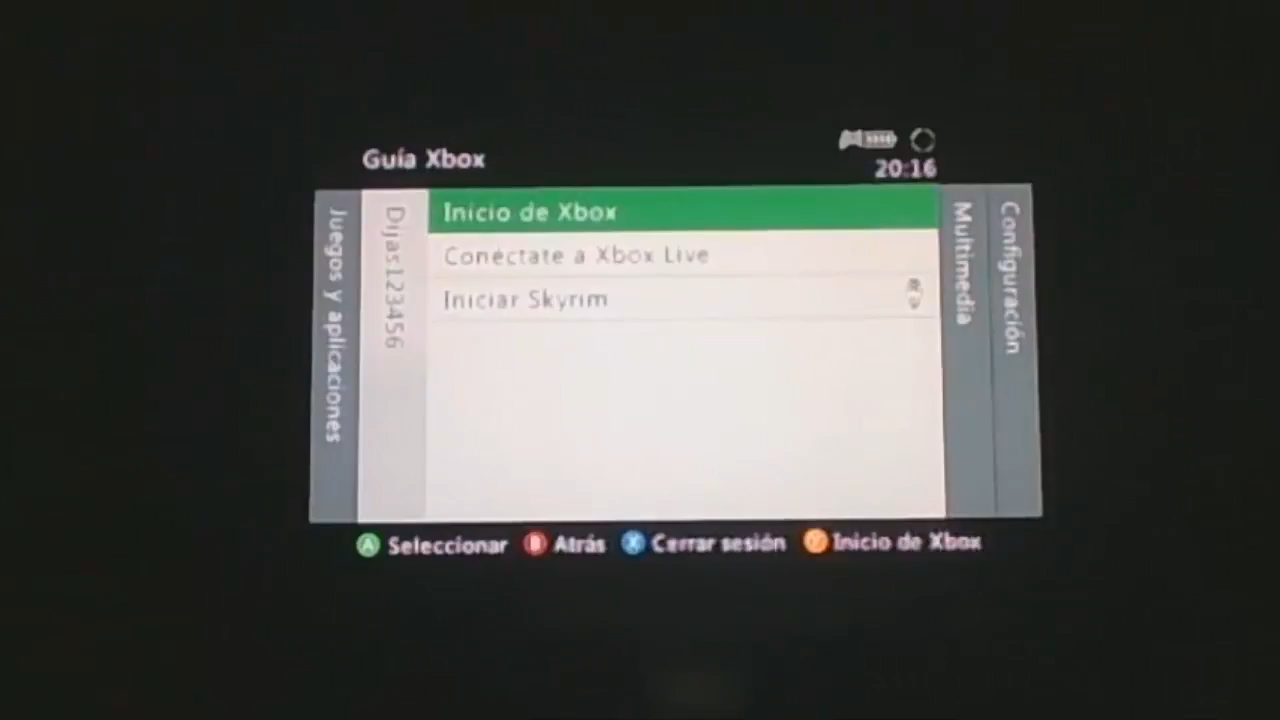 Guía Xbox
20:16
Juegos y aplicaciones
Dijas123456
Inicio de Xbox
Conéctate a Xbox Live
Iniciar Skyrim
Multimedia
Configuración
A Seleccionar B Atrás X Cerrar sesión Y Inicio de Xbox